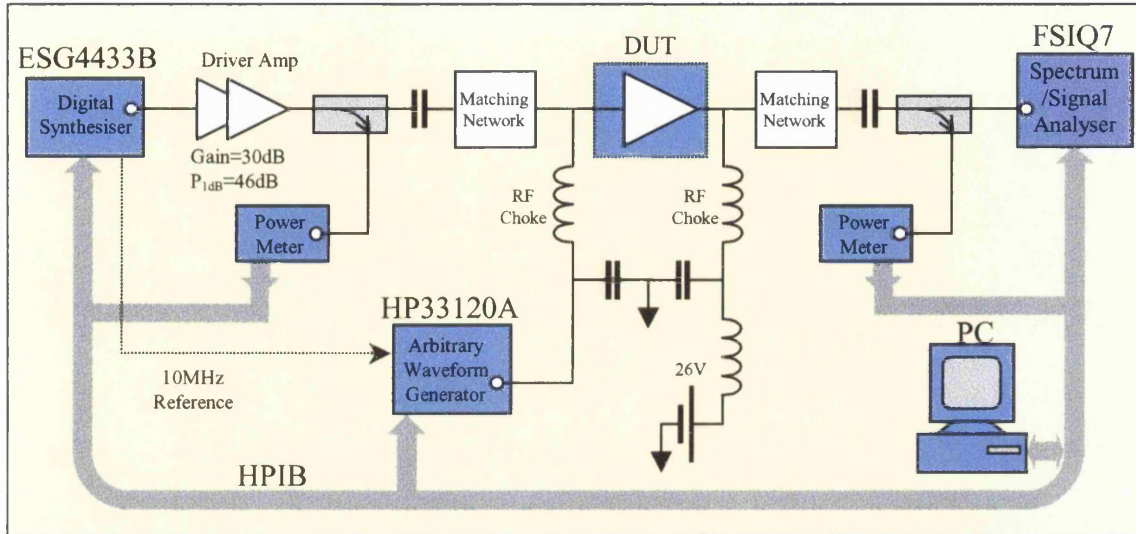 ESG4433B
Digital
Synthesiser
Driver Amp
Gain=30dB
P1dB=46dB
Power
Meter
Matching
Network
DUT
Matching
Network
FSIQ7
Spectrum
/Signal
Analyser
RF
Choke
RF
Choke
Power
Meter
HP33120A
Arbitrary
Waveform
Generator
10MHz
Reference
26V
PC
HPIB